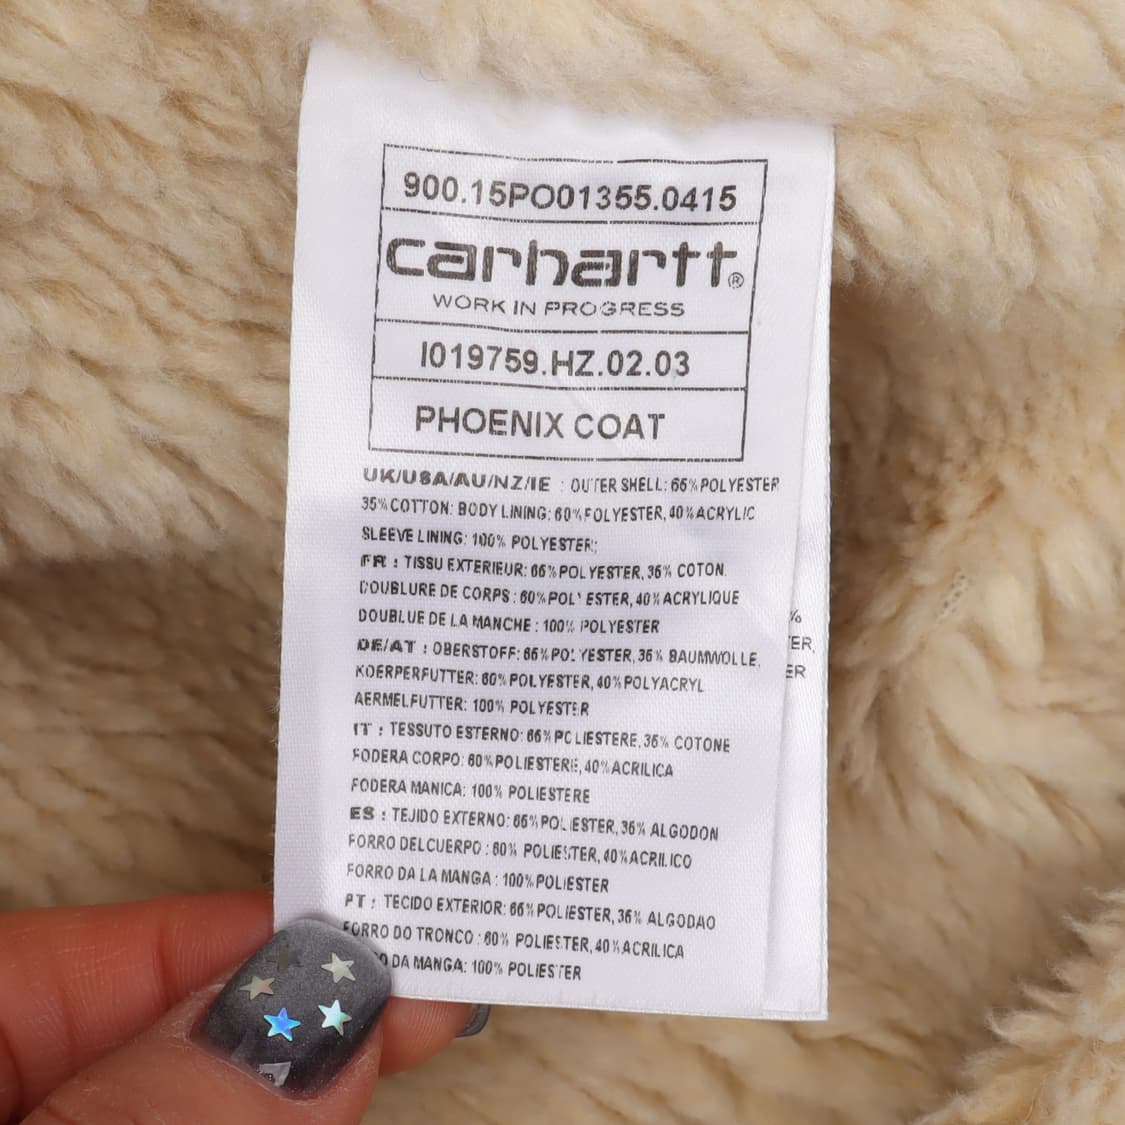 900.15PO01355.0415
carhartt®
WORK IN PROGRESS
I019759.HZ.02.03
PHOENIX COAT
UK/USA/AU/NZ/IE : OUTER SHELL: 65% POLYESTER
35% COTTON: BODY LINING: 60% POLYESTER, 40% ACRYLIC
SLEEVE LINING: 100% POLYESTER;
FR : TISSU EXTERIEUR: 65% POLYESTER, 35% COTON.
DOUBLURE DE CORPS : 60% POLYESTER, 40% ACRYLIQUE
DOUBLUE DE LA MANCHE : 100% POLYESTER
DE/AT : OBERSTOFF: 65% POLYESTER, 35% BAUMWOLLE,
KOERPERFUTTER: 60% POLYESTER, 40% POLYACRYL
AERMELFUTTER: 100% POLYESTER
IT : TESSUTO ESTERNO: 65% POLIESTERE, 35% COTONE
FODERA CORPO: 60% POLIESTERE, 40% ACRILICA
FODERA MANICA: 100% POLIESTERE
ES : TEJIDO EXTERNO: 65% POLIESTER, 35% ALGODON
FORRO DELCUERPO : 60% POLIESTER, 40% ACRILICO
FORRO DA LA MANGA : 100% POLIESTER
PT : TECIDO EXTERIOR: 65% POLIESTER, 35% ALGODAO
FORRO DO TRONCO : 60% POLIESTER, 40% ACRILICA
DA MANGA: 100% POLIESTER
%
ER,
ER